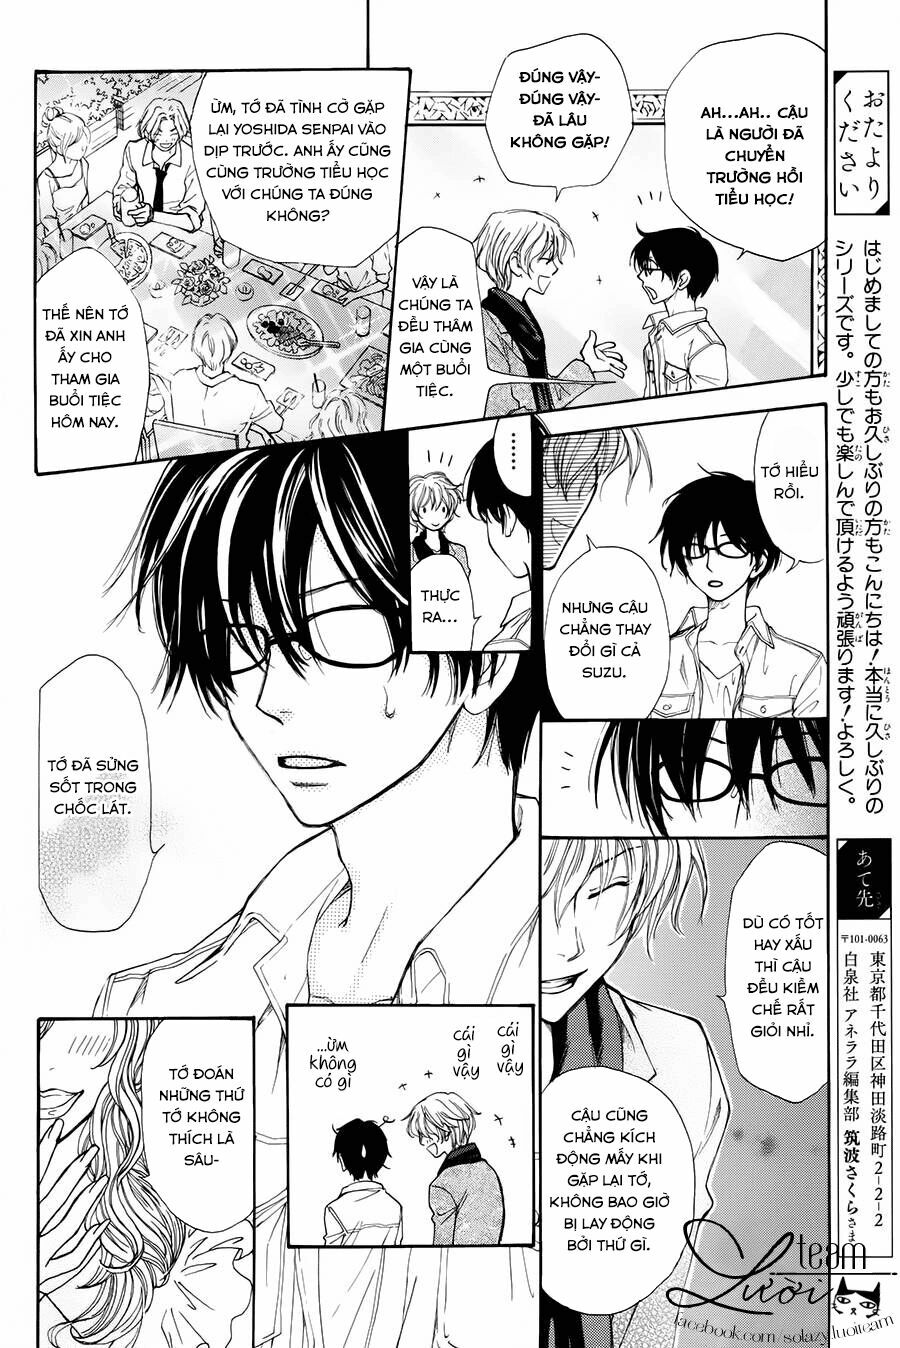 AH...AH.. CẬU
LÀ NGƯỜI ĐÃ
CHUYỂN
TRƯỜNG HỒI
TIỂU HỌC!
ĐÚNG VẬY-
ĐÚNG VẬY-
ĐÃ LÂU
KHÔNG GẶP!
VẬY LÀ
CHÚNG TA
ĐỀU THAM
GIA CÙNG
MỘT BUỔI
TIỆC.
ỪM, TỚ ĐÃ TÌNH CỜ GẶP
LẠI YOSHIDA SENPAI VÀO
DỊP TRƯỚC. ANH ẤY CŨNG
CÙNG TRƯỜNG TIỂU HỌC
VỚI CHÚNG TA ĐÚNG
KHÔNG?
THẾ NÊN TỚ
ĐÃ XIN ANH
ẤY CHO
THAM GIA
BUỔI TIỆC
HÔM NAY.
TỚ HIỂU
RỒI.
NHƯNG CẬU
CHẲNG THAY
ĐỔI GÌ CẢ
SUZU.
........
THỰC
RA...
TỚ ĐÃ SỮNG
SỐT TRONG
CHỐC LÁT.
DÙ CÓ TỐT
HAY XẤU
THÌ CẬU
ĐỀU KIỀM
CHẾ RẤT
GIỎI NHỈ.
CẬU CŨNG
CHẲNG KÍCH
ĐỘNG MẤY KHI
GẶP LẠI TỚ,
KHÔNG BAO GIỜ
BỊ LAY ĐỘNG
BỞI THỨ GÌ.
cái
gì
vậy
cái
gì
vậy
...ừm
không
có gì
TỚ ĐOÁN
NHỮNG THỨ
TỚ KHÔNG
THÍCH LÀ
SÂU-
おたより
ください
はじめましての方もお久しぶりの方もこんにちは！本当に久しぶりの
シリーズです。少しでも楽しんで頂けるよう頑張ります！よろしく。
あて先
〒101-0063
東京都千代田区神田淡路町2-2-2
白泉社 アネララ編集部 筑波さくらさま
team
Lười
facebook.com/solazy.luoiteam